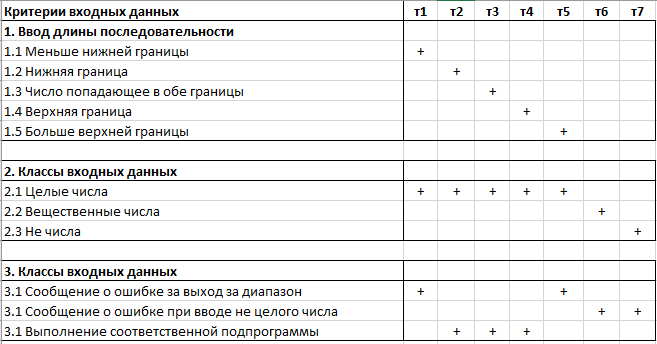 Критерии входных данных т1 т2 т3 т4 т5 т6 т7
1. Ввод длины последовательности
1.1 Меньше нижней границы +
1.2 Нижняя граница +
1.3 Число попадающее в обе границы +
1.4 Верхняя граница +
1.5 Больше верхней границы +
2. Классы входных данных
2.1 Целые числа + + + + +
2.2 Вещественные числа +
2.3 Не числа +
3. Классы входных данных
3.1 Сообщение о ошибке за выход за диапазон + +
3.1 Сообщение о ошибке при вводе не целого числа + +
3.1 Выполнение соответственной подпрограммы + + +